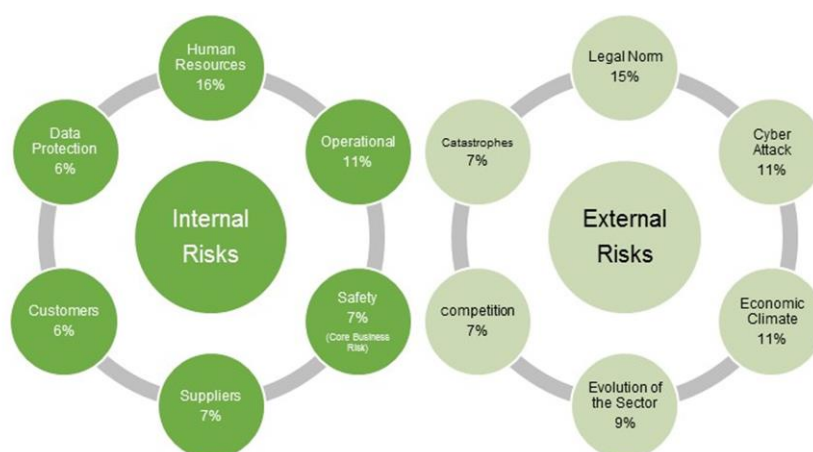 Internal
Risks
Human
Resources
16%
Operational
11%
Safety
7%
(Core Business
Risk)
Suppliers
7%
Customers
6%
Data
Protection
6%
External
Risks
Legal Norm
15%
Cyber
Attack
11%
Economic
Climate
11%
Evolution of
the Sector
9%
competition
7%
Catastrophes
7%